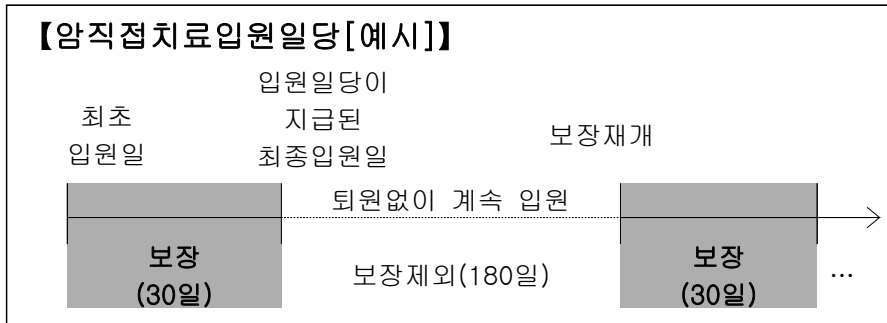 【암직접치료입원일당[예시]】
최초
입원일
입원일당이
지급된
최종입원일
보장재개
퇴원없이 계속 입원
보장
(30일)
보장제외(180일)
보장
(30일)
…